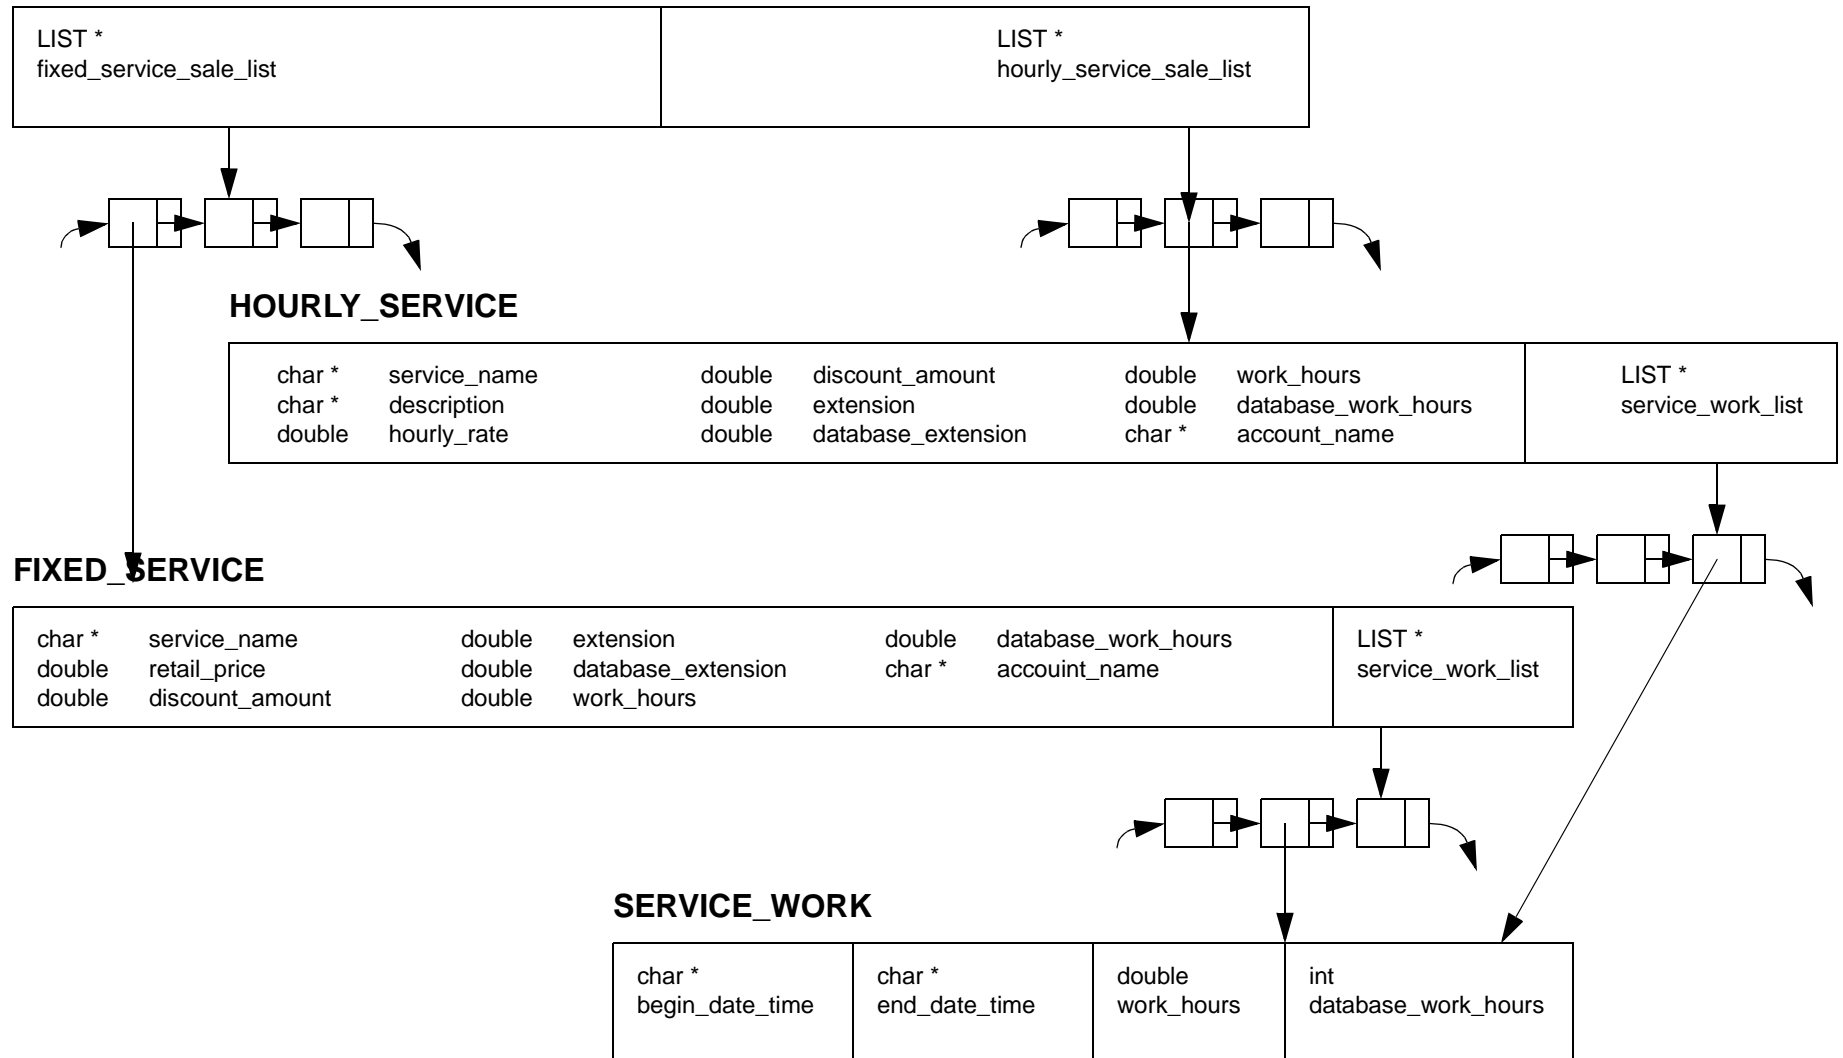 LIST *
fixed_service_sale_list
LIST *
hourly_service_sale_list
HOURLY_SERVICE
char * service_name double discount_amount double work_hours
char * description double extension double database_work_hours
double hourly_rate double database_extension char * account_name
LIST *
service_work_list
FIXED_SERVICE
char * service_name double extension double database_work_hours
double retail_price double database_extension char * accouint_name
double discount_amount double work_hours
LIST *
service_work_list
SERVICE_WORK
char *
begin_date_time
char *
end_date_time
double
work_hours
int
database_work_hours